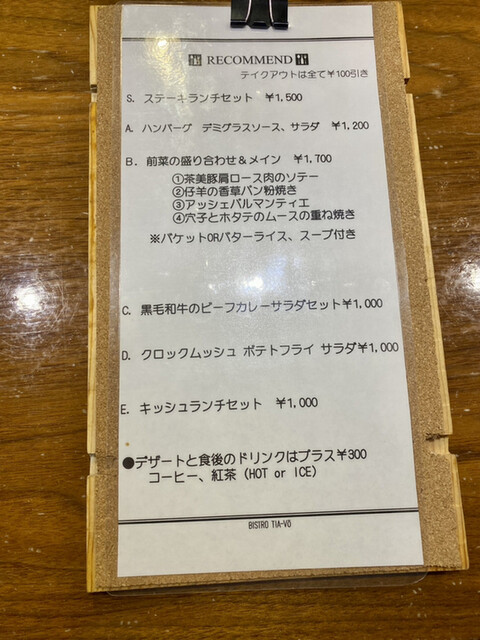 RECOMMEND
テイクアウトは全て￥100引き
S. ステーキランチセット ￥1,500
A. ハンバーグ デミグラスソース、サラダ ￥1,200
B. 前菜の盛り合わせ＆メイン ￥1,700
①茶美豚肩ロース肉のソテー
②仔羊の香草パン粉焼き
③アッシェパルマンティエ
④穴子とホタテのムースの重ね焼き
※バケットORバターライス、スープ付き
C. 黒毛和牛のビーフカレーサラダセット￥1,000
D. クロックムッシュ ポテトフライ サラダ￥1,000
E. キッシュランチセット ￥1,000
●デザートと食後のドリンクはプラス￥300
コーヒー、紅茶（HOT or ICE）
BISTRO TIA-VO